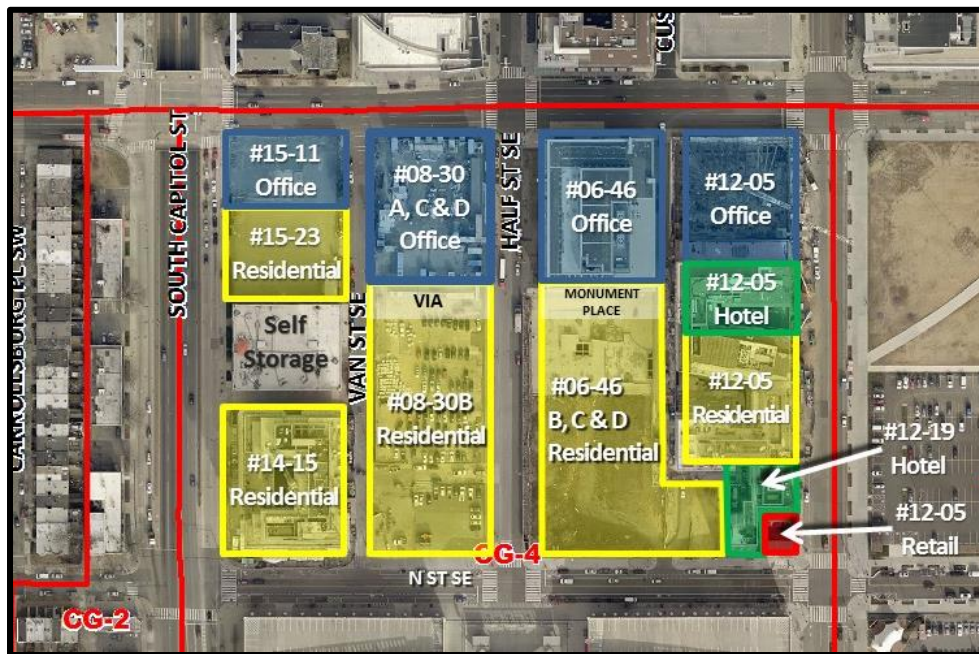 CUS
#15-11
Office
#08-30
A, C & D
Office
#06-46
Office
#12-05
Office
#15-23
Residential
#12-05
Hotel
SOUTH CAPITOL ST
HALF ST SE
VIA
MONUMENT
PLACE
Self
Storage
VAN ST SE
CARROLLSBURG PL SW
#08-30B
Residential
#06-46
B, C & D
Residential
#12-05
Residential
#14-15
Residential
#12-19
Hotel
#12-05
Retail
CG-4
N ST SE
CG-2